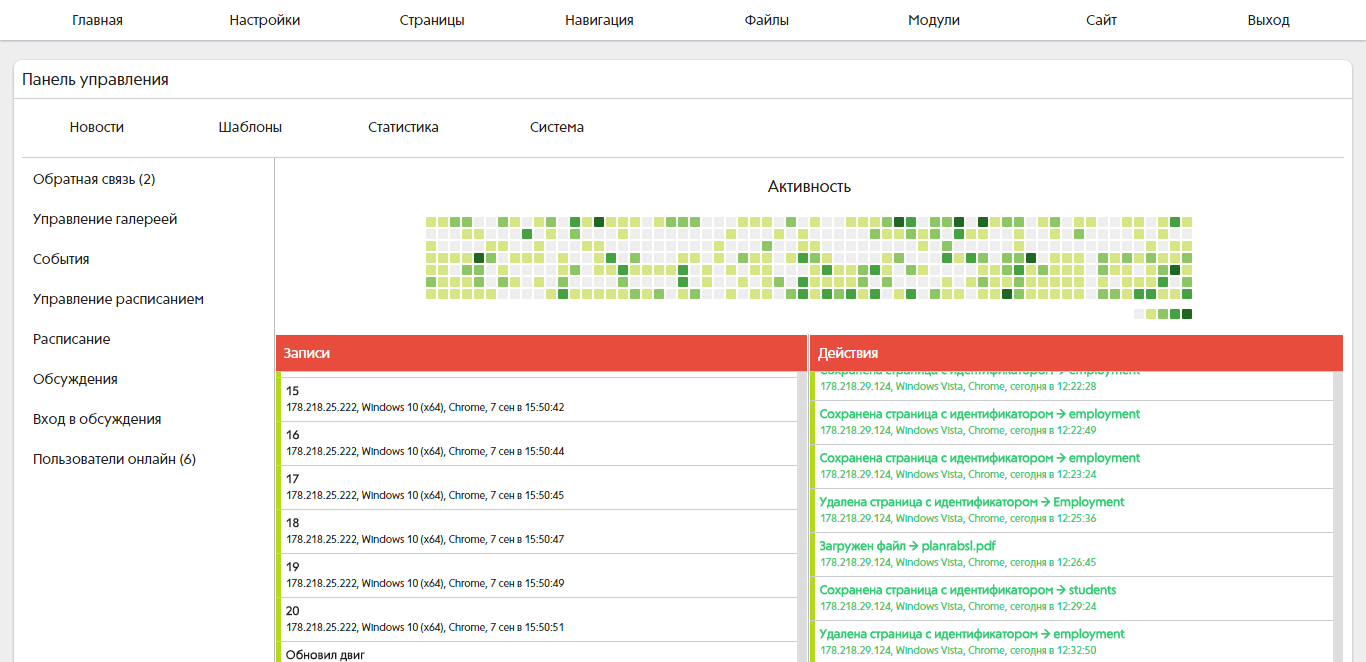 Главная Настройки Страницы Навигация Файлы Модули Сайт Выход
Панель управления
Новости Шаблоны Статистика Система
Обратная связь (2)
Управление галереей
События
Управление расписанием
Расписание
Обсуждения
Вход в обсуждения
Пользователи онлайн (6)
Активность
Записи
15
178.218.25.222, Windows 10 (x64), Chrome, 7 сен в 15:50:42
16
178.218.25.222, Windows 10 (x64), Chrome, 7 сен в 15:50:44
17
178.218.25.222, Windows 10 (x64), Chrome, 7 сен в 15:50:45
18
178.218.25.222, Windows 10 (x64), Chrome, 7 сен в 15:50:47
19
178.218.25.222, Windows 10 (x64), Chrome, 7 сен в 15:50:49
20
178.218.25.222, Windows 10 (x64), Chrome, 7 сен в 15:50:51
Обновил двиг
Действия
Сохранена страница с идентификатором → employment
178.218.29.124, Windows Vista, Chrome, сегодня в 12:22:28
Сохранена страница с идентификатором → employment
178.218.29.124, Windows Vista, Chrome, сегодня в 12:22:49
Сохранена страница с идентификатором → employment
178.218.29.124, Windows Vista, Chrome, сегодня в 12:23:24
Удалена страница с идентификатором → Employment
178.218.29.124, Windows Vista, Chrome, сегодня в 12:25:36
Загружен файл → planrabsl.pdf
178.218.29.124, Windows Vista, Chrome, сегодня в 12:26:45
Сохранена страница с идентификатором → students
178.218.29.124, Windows Vista, Chrome, сегодня в 12:29:24
Удалена страница с идентификатором → employment
178.218.29.124, Windows Vista, Chrome, сегодня в 12:32:50